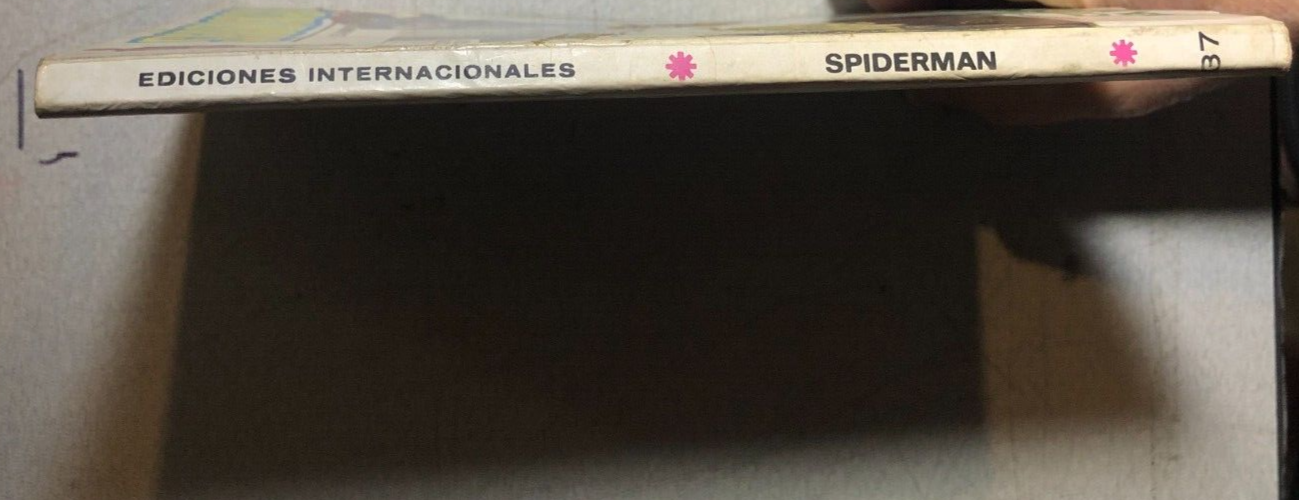 EDICIONES INTERNACIONALES * SPIDERMAN * 37